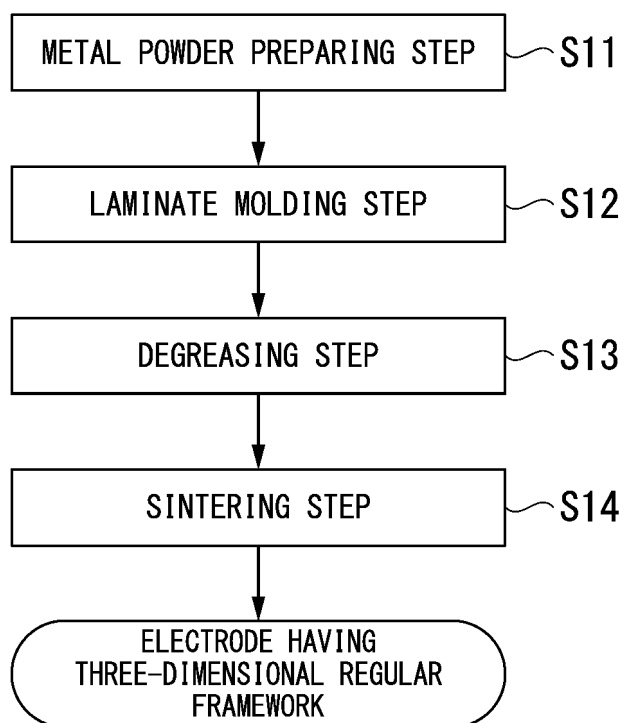 METAL POWDER PREPARING STEP S11
LAMINATE MOLDING STEP S12
DEGREASING STEP S13
SINTERING STEP S14
ELECTRODE HAVING
THREE-DIMENSIONAL REGULAR
FRAMEWORK